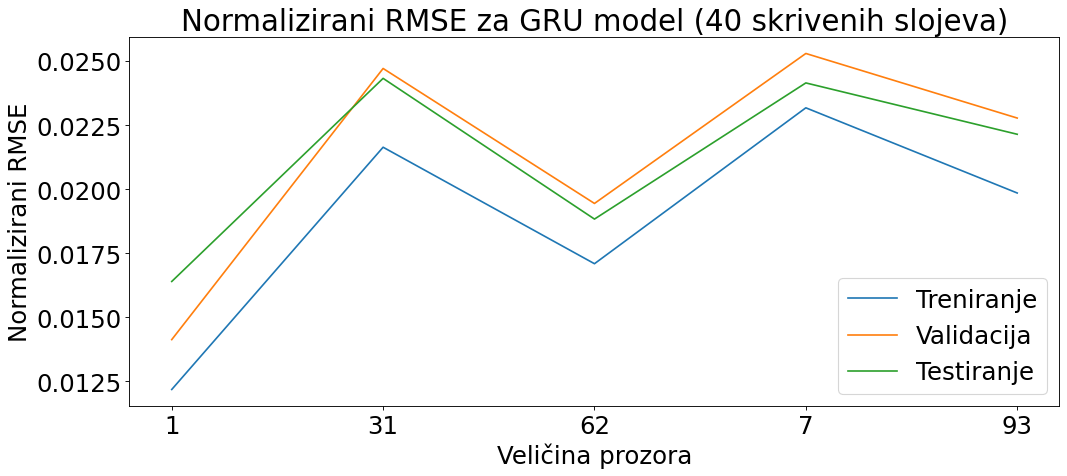 Normalizirani RMSE za GRU model (40 skrivenih slojeva)
Normalizirani RMSE
0.0250
0.0225
0.0200
0.0175
0.0150
0.0125
Treniranje
Validacija
Testiranje
1 31 62 7 93
Veličina prozora